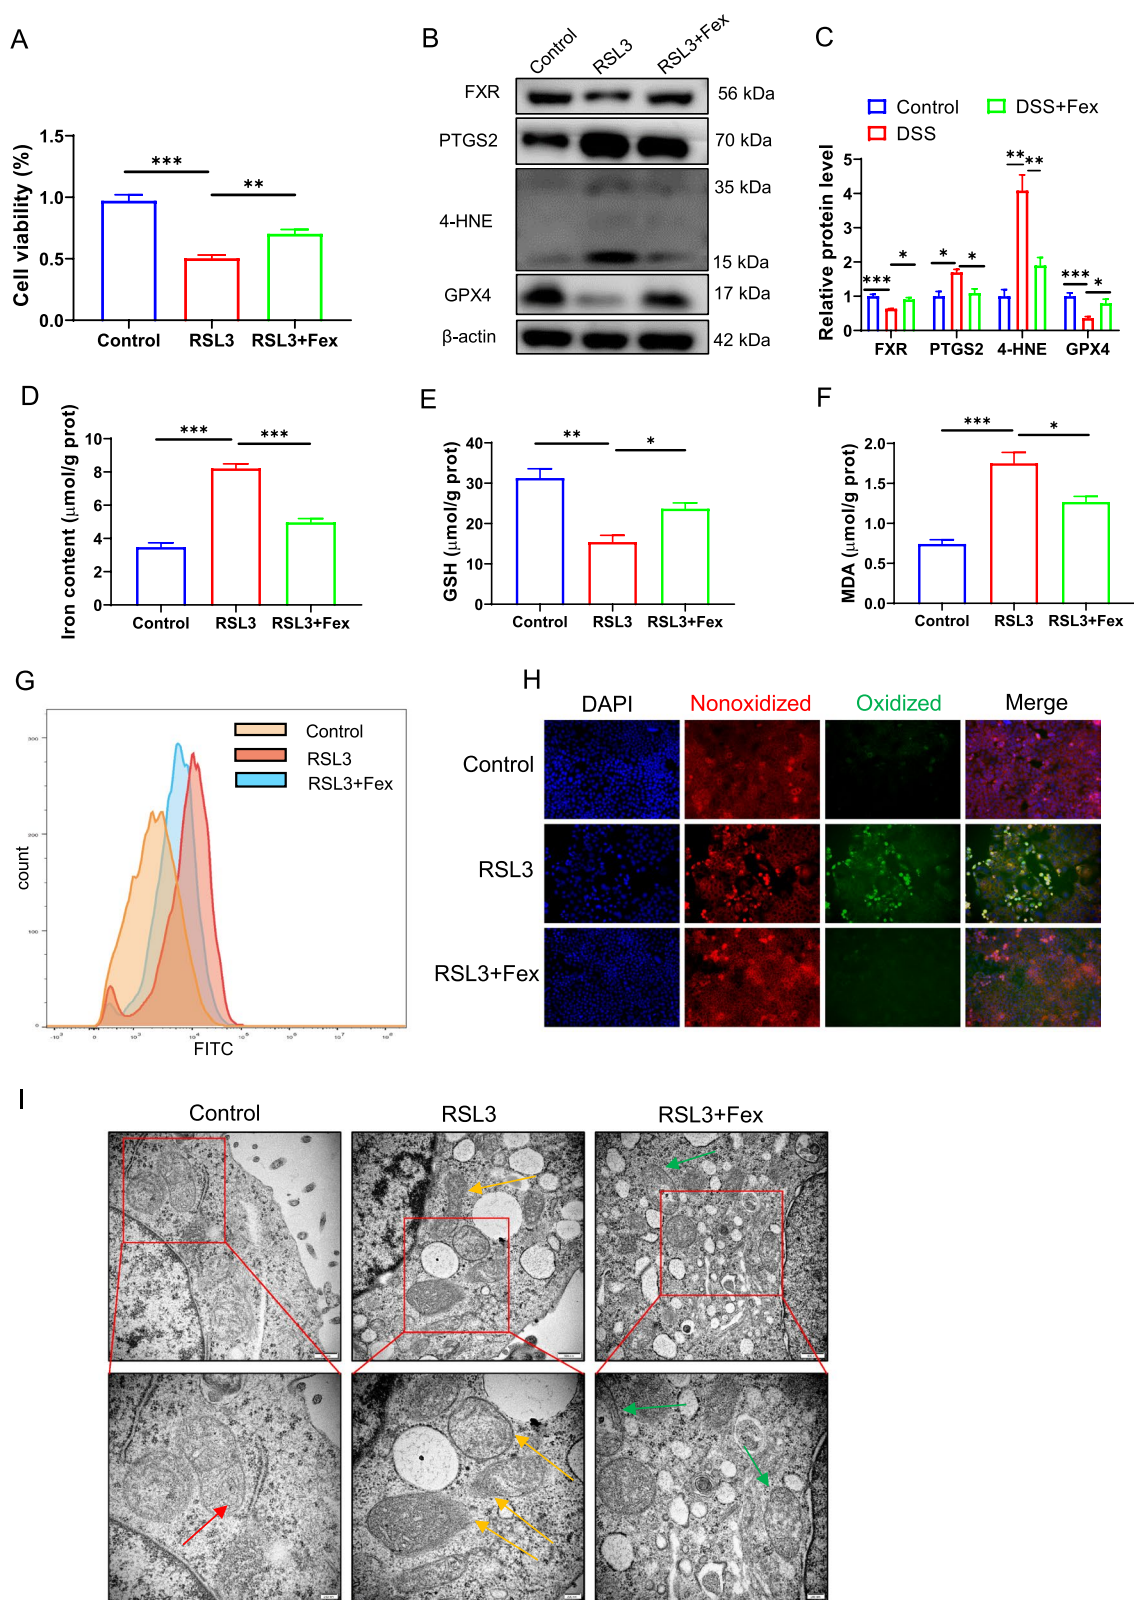 A
Cell viability (%)
1.5
1.0
0.5
0.0
***
**
Control RSL3 RSL3+Fex
B
Control RSL3 RSL3+Fex
FXR 56 kDa
PTGS2 70 kDa
35 kDa
4-HNE
15 kDa
GPX4 17 kDa
β-actin 42 kDa
C
Control DSS+Fex
DSS
Relative protein level
5
4
3
2
1
0
*** * * * ** ** *** *
FXR PTGS2 4-HNE GPX4
D
Iron content (μmol/g prot)
10
8
6
4
2
0
*** ***
Control RSL3 RSL3+Fex
E
GSH (μmol/g prot)
40
30
20
10
0
** *
Control RSL3 RSL3+Fex
F
MDA (μmol/g prot)
2.0
1.5
1.0
0.5
0.0
*** *
Control RSL3 RSL3+Fex
G
Control
RSL3
RSL3+Fex
count
FITC
H
DAPI Nonoxidized Oxidized Merge
Control
RSL3
RSL3+Fex
I
Control RSL3 RSL3+Fex